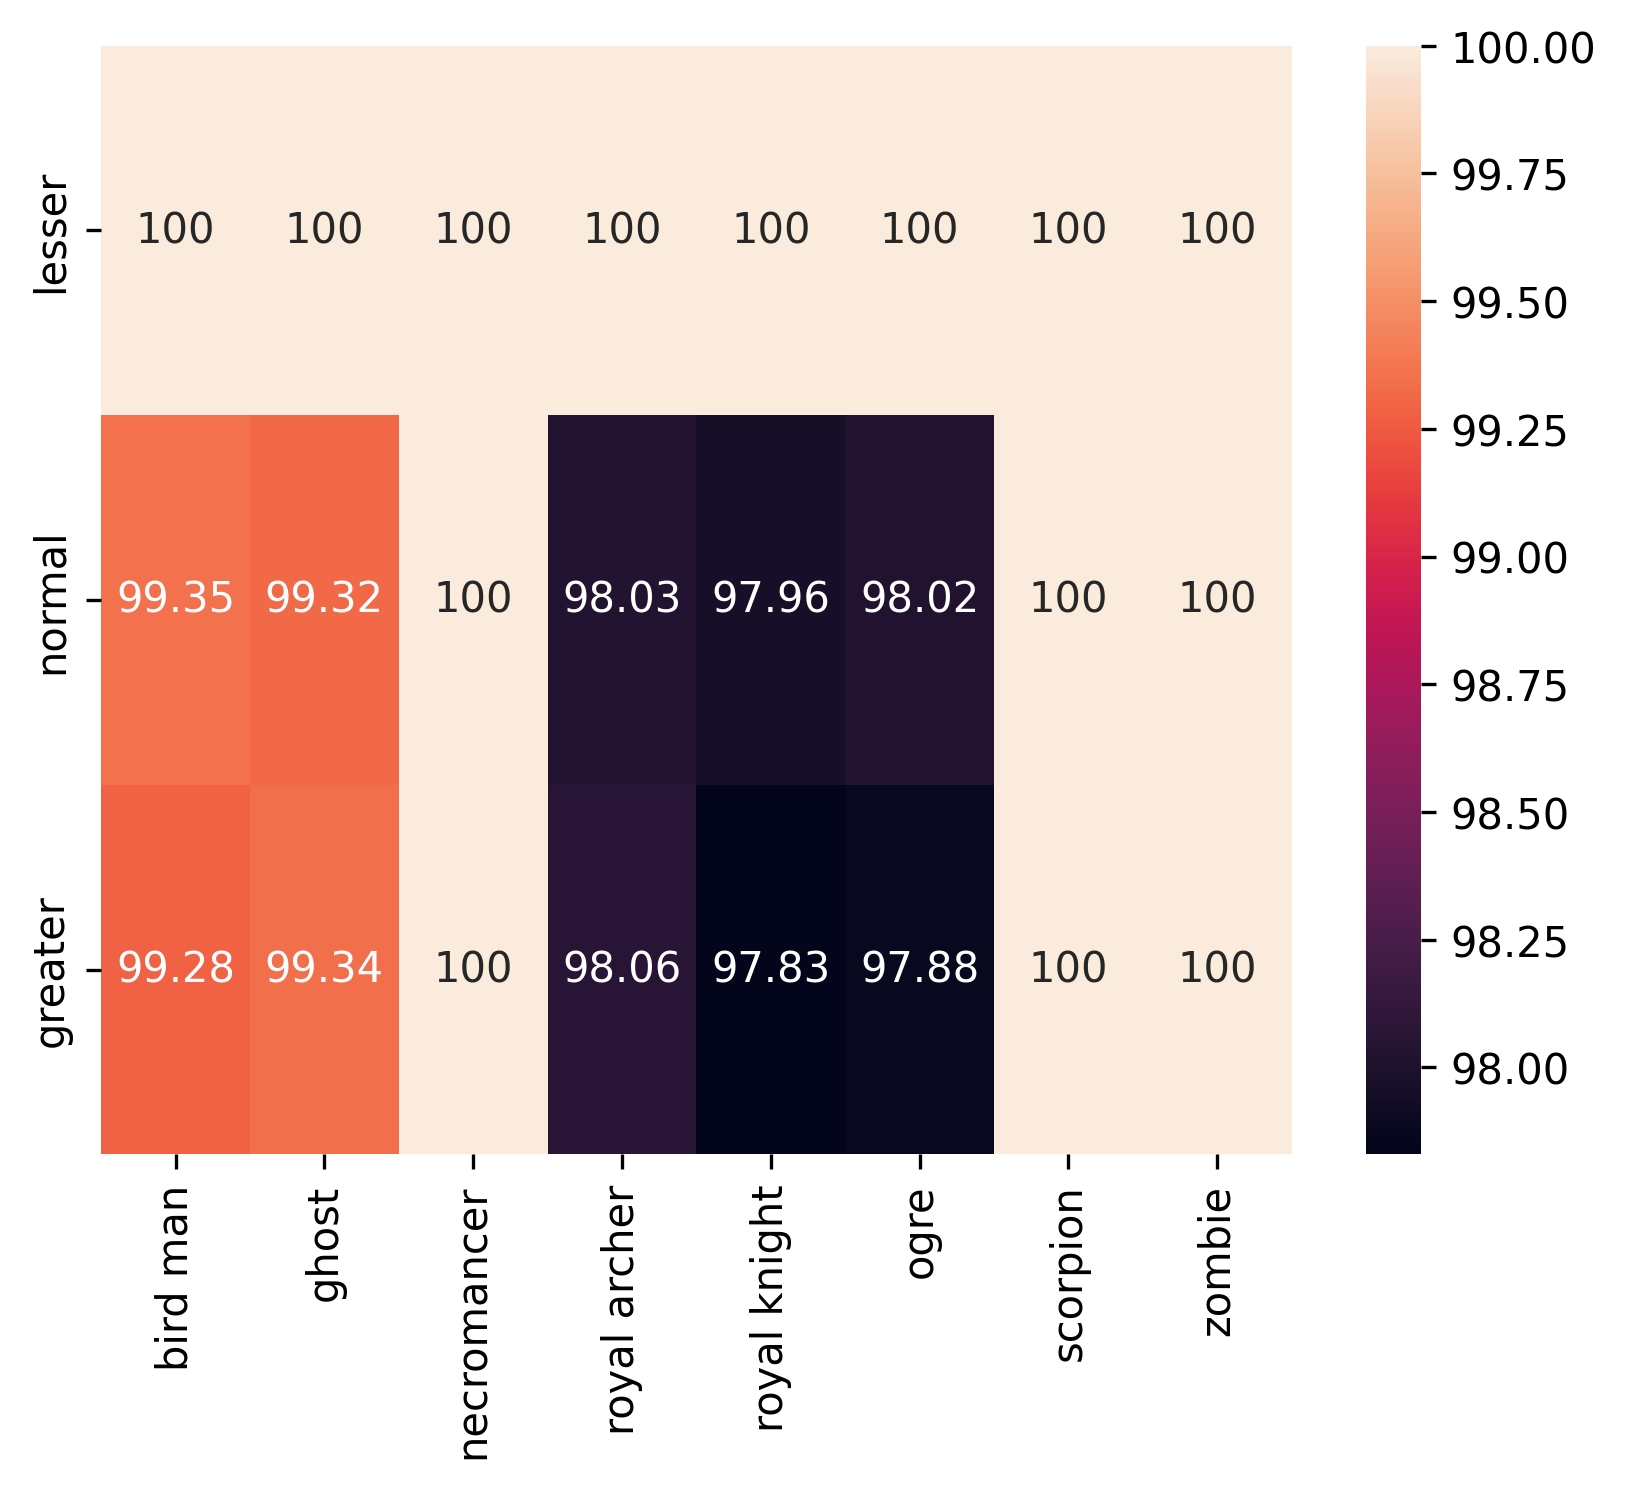 lesser
100 100 100 100 100 100 100 100
normal
99.35 99.32 100 98.03 97.96 98.02 100 100
greater
99.28 99.34 100 98.06 97.83 97.88 100 100
bird man
ghost
necromancer
royal archer
royal knight
ogre
scorpion
zombie
100.00
99.75
99.50
99.25
99.00
98.75
98.50
98.25
98.00